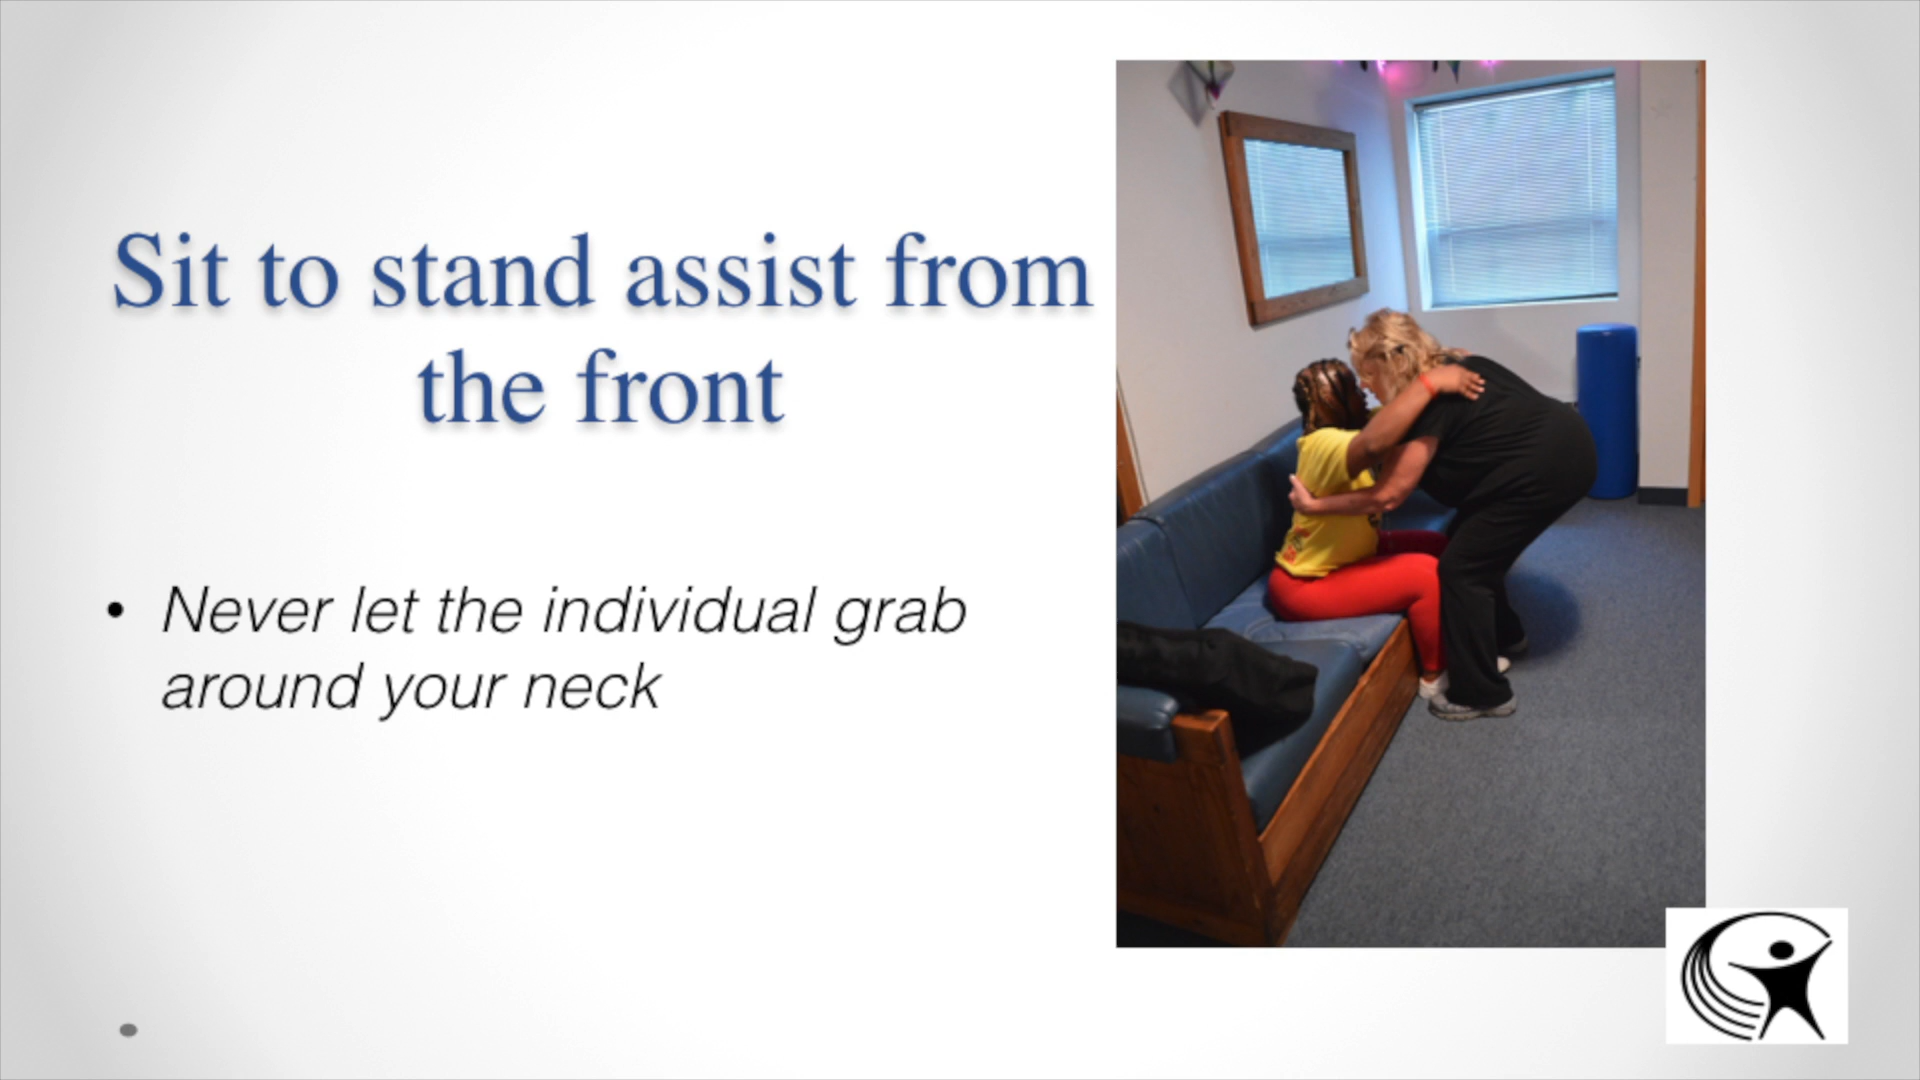 Sit to stand assist from
the front
• Never let the individual grab
around your neck